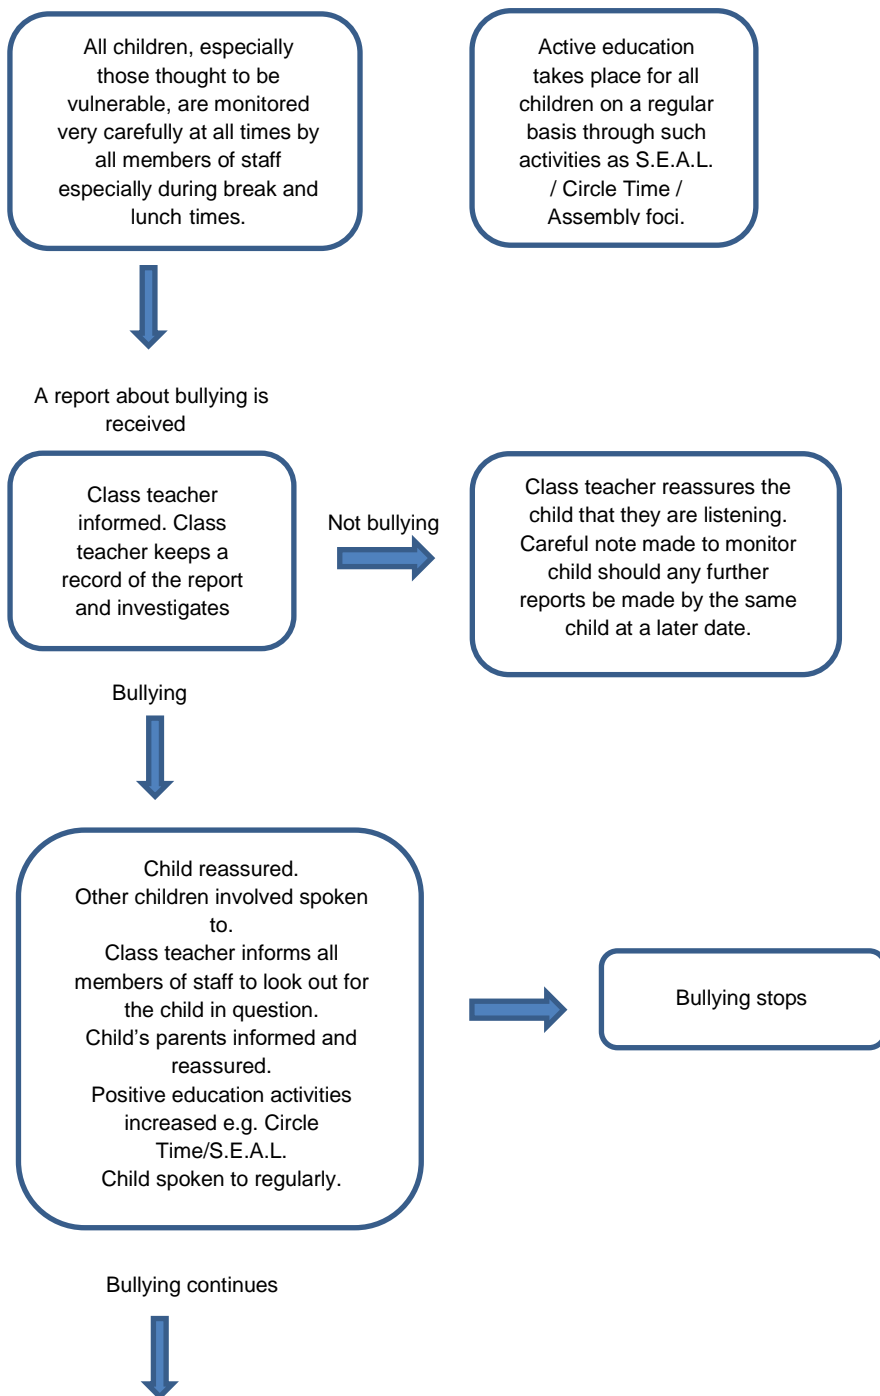 All children, especially
those thought to be
vulnerable, are monitored
very carefully at all times by
all members of staff
especially during break and
lunch times.
Active education
takes place for all
children on a regular
basis through such
activities as S.E.A.L.
/ Circle Time /
Assembly foci.
A report about bullying is
received
Class teacher
informed. Class
teacher keeps a
record of the report
and investigates
Not bullying
Class teacher reassures the
child that they are listening.
Careful note made to monitor
child should any further
reports be made by the same
child at a later date.
Bullying
Child reassured.
Other children involved spoken
to.
Class teacher informs all
members of staff to look out for
the child in question.
Child’s parents informed and
reassured.
Positive education activities
increased e.g. Circle
Time/S.E.A.L.
Child spoken to regularly.
Bullying stops
Bullying continues